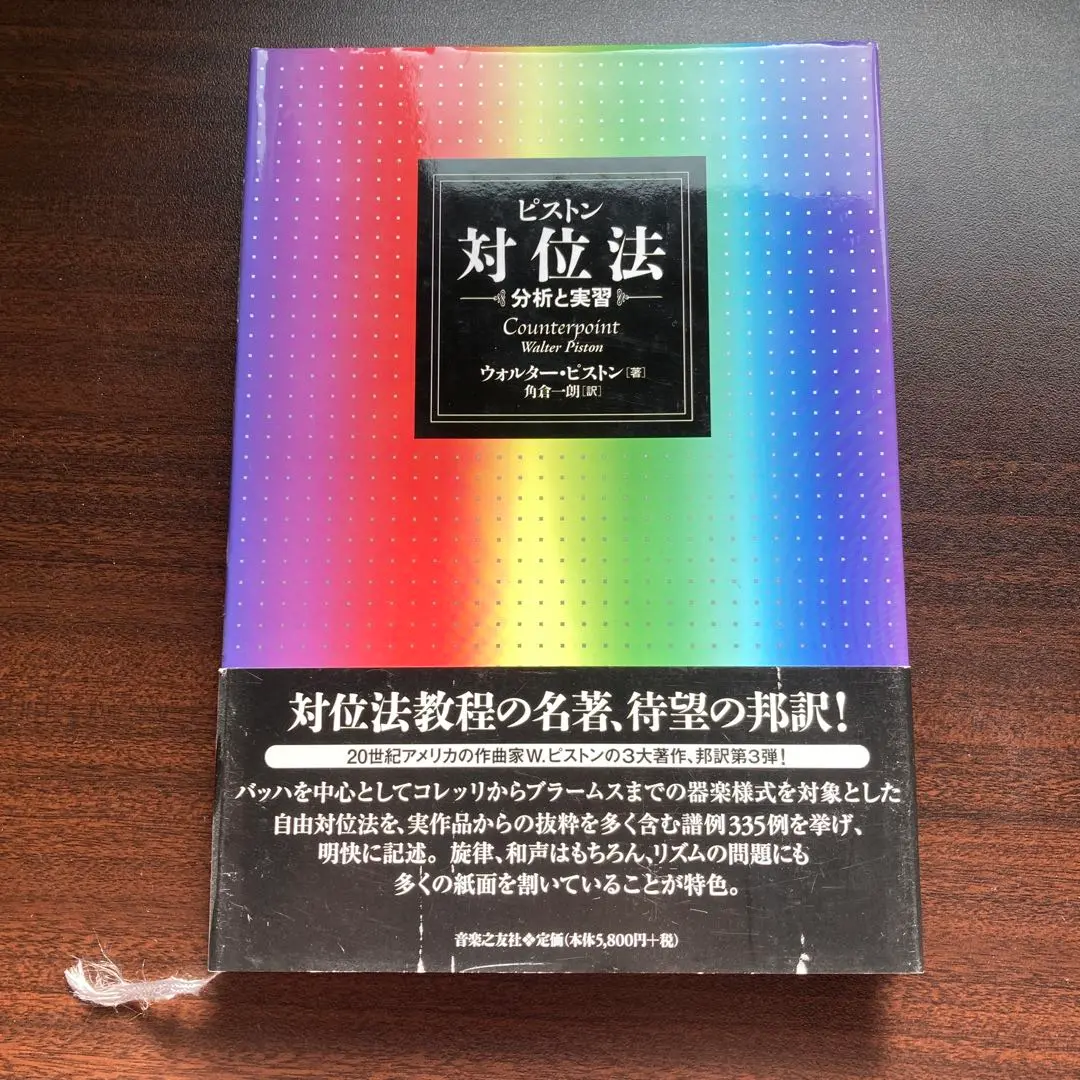 ピストン
対位法
分析と実習
Counterpoint
Walter Piston
ウォルター・ピストン[著]
角倉一朗[訳]
対位法教程の名著、待望の邦訳!
20世紀アメリカの作曲家W.ピストンの3大著作、邦訳第3弾!
バッハを中心としてコレッリからブラームスまでの器楽様式を対象とした
自由対位法を、実作品からの抜粋を多く含む譜例335例を挙げ、
明快に記述。旋律、和声はもちろん、リズムの問題にも
多くの紙面を割いていることが特色。
音楽之友社❖定価(本体5,800円+税)